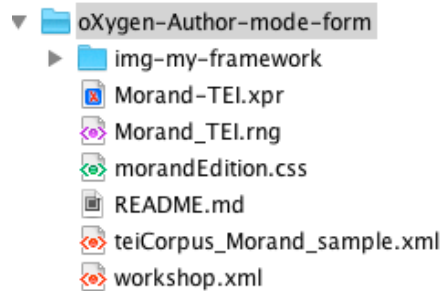 oXygen-Author-mode-form
img-my-framework
Morand-TEI.xpr
Morand_TEI.rng
morandEdition.css
README.md
teiCorpus_Morand_sample.xml
workshop.xml